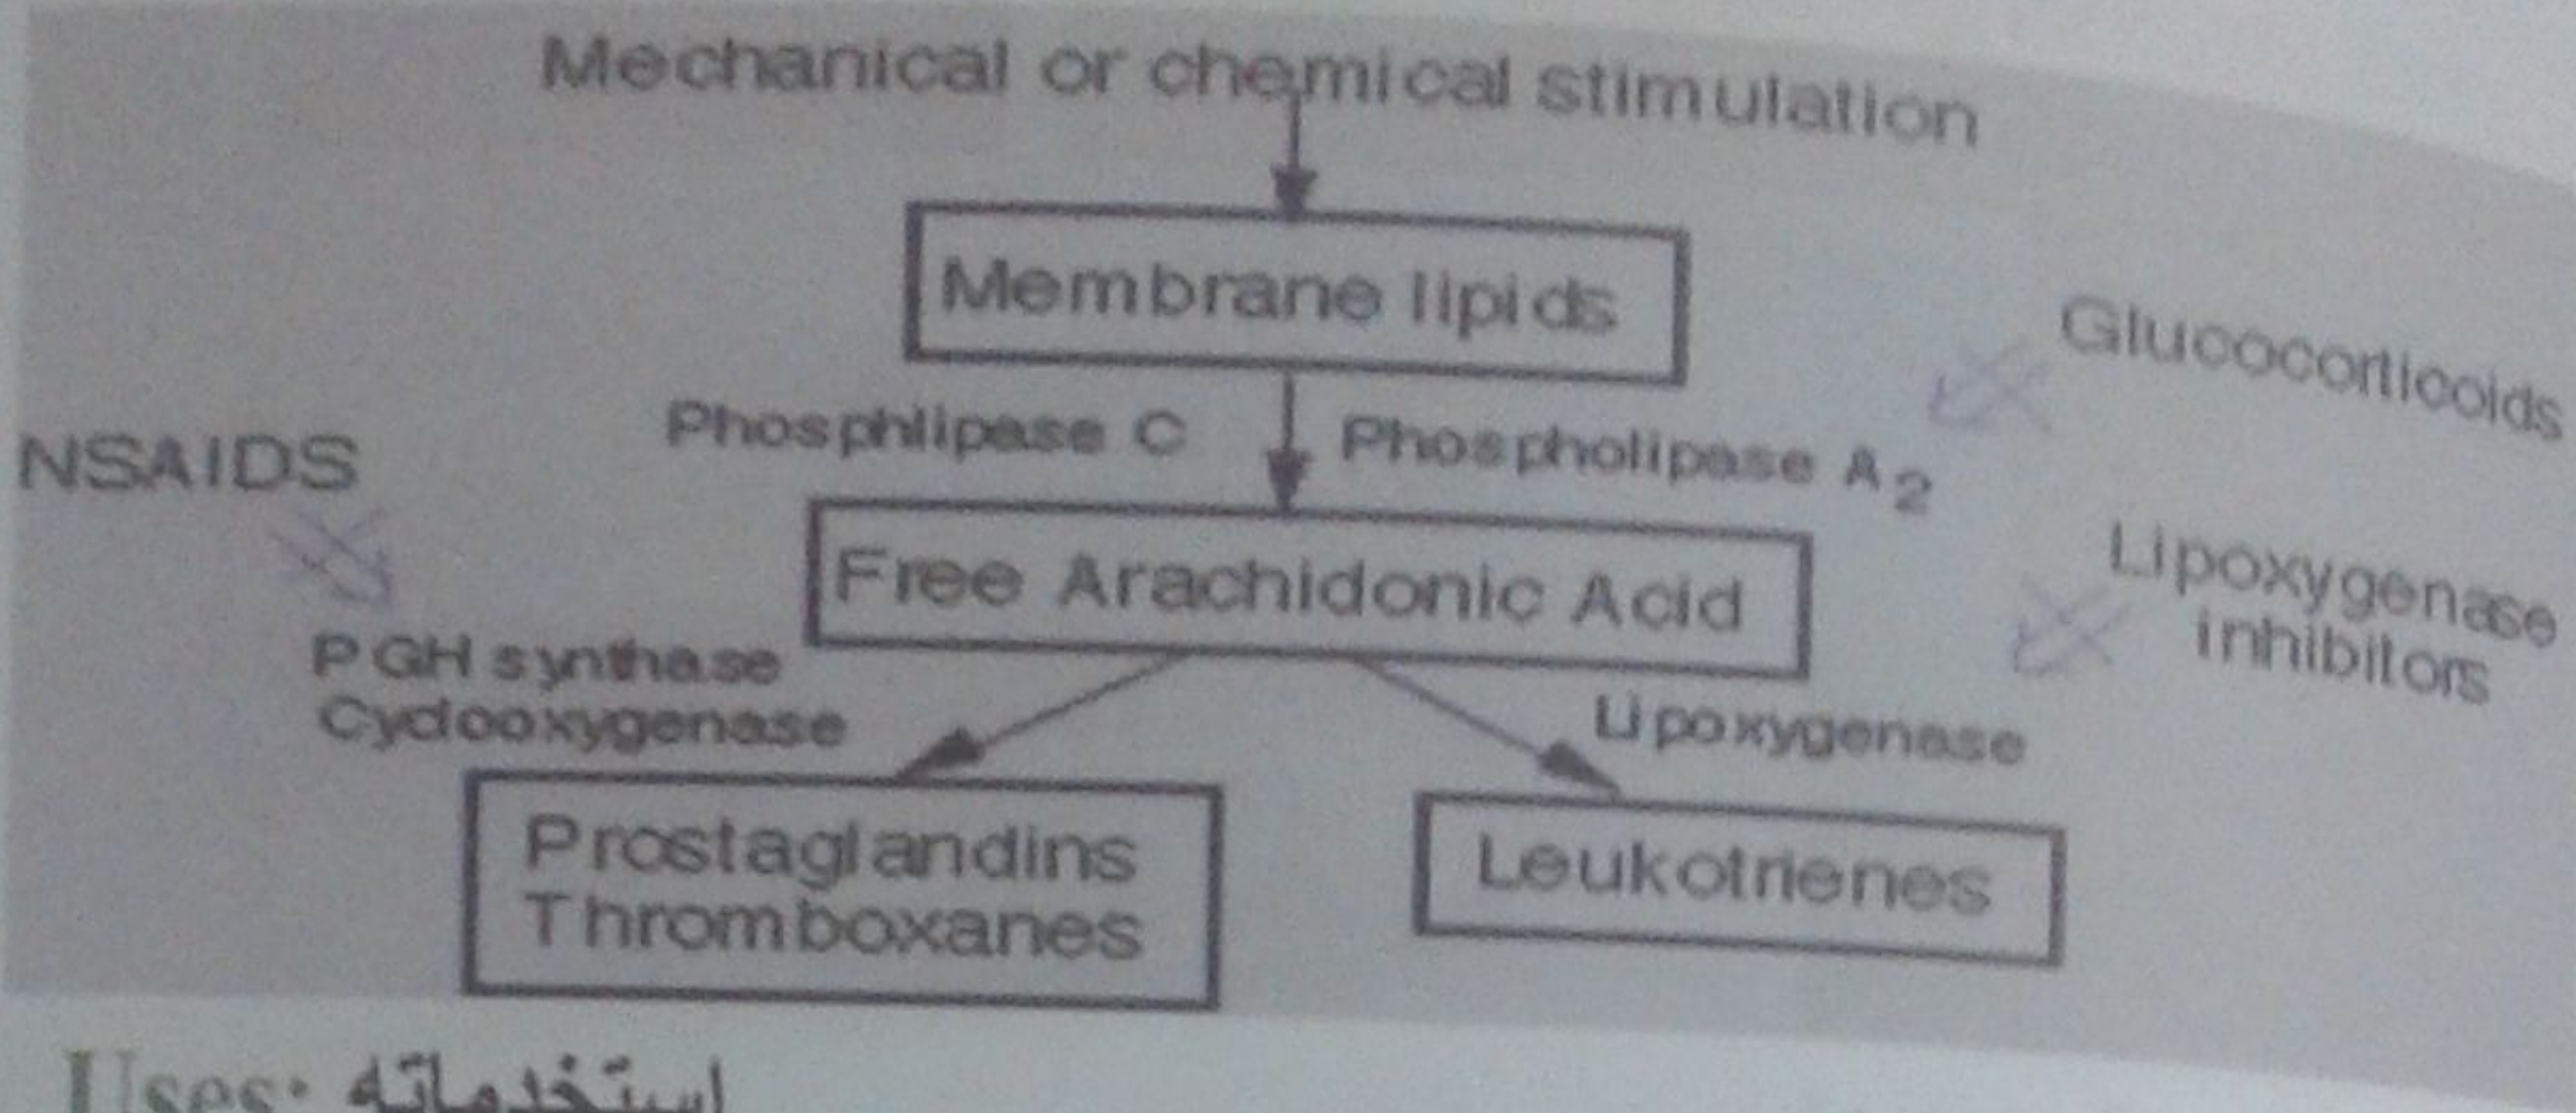 Mechanical or chemical stimulation
Membrane lipids
Glucocorticoids
NSAIDS
Phosphlipase C
Phospholipase A2
Free Arachidonic Acid
Lipoxygenase
inhibitors
PGH synthase
Cyclooxygenase
Lipoxygenase
Prostaglandins
Thromboxanes
Leukotrienes
Uses: استخدماته